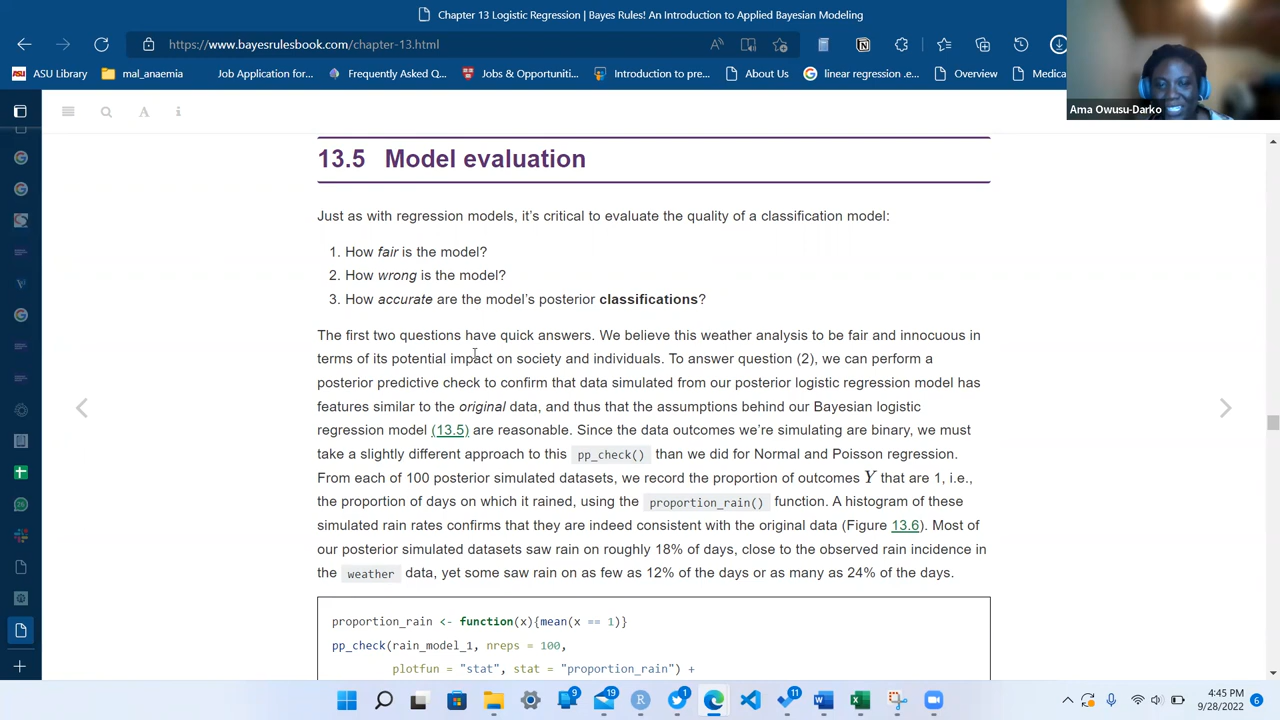 Chapter 13 Logistic Regression | Bayes Rules! An Introduction to Applied Bayesian Modeling
https://www.bayesrulesbook.com/chapter-13.html
ASU Library
mal_anaemia
Job Application for...
Frequently Asked Q...
Jobs & Opportuniti...
Introduction to pre...
About Us
linear regression .e...
Overview
Medica
Ama Owusu-Darko
13.5 Model evaluation
Just as with regression models, it's critical to evaluate the quality of a classification model:
1. How fair is the model?
2. How wrong is the model?
3. How accurate are the model's posterior classifications?
The first two questions have quick answers. We believe this weather analysis to be fair and innocuous in
terms of its potential impact on society and individuals. To answer question (2), we can perform a
posterior predictive check to confirm that data simulated from our posterior logistic regression model has
features similar to the original data, and thus that the assumptions behind our Bayesian logistic
regression model (13.5) are reasonable. Since the data outcomes we're simulating are binary, we must
take a slightly different approach to this pp_check() than we did for Normal and Poisson regression.
From each of 100 posterior simulated datasets, we record the proportion of outcomes Y that are 1, i.e.,
the proportion of days on which it rained, using the proportion_rain() function. A histogram of these
simulated rain rates confirms that they are indeed consistent with the original data (Figure 13.6). Most of
our posterior simulated datasets saw rain on roughly 18% of days, close to the observed rain incidence in
the weather data, yet some saw rain on as few as 12% of the days or as many as 24% of the days.
proportion_rain <- function(x){mean(x == 1)}
pp_check(rain_model_1, nreps = 100,
plotfun = "stat", stat = "proportion_rain") +
9
19
1
11
4:45 PM
9/28/2022
6